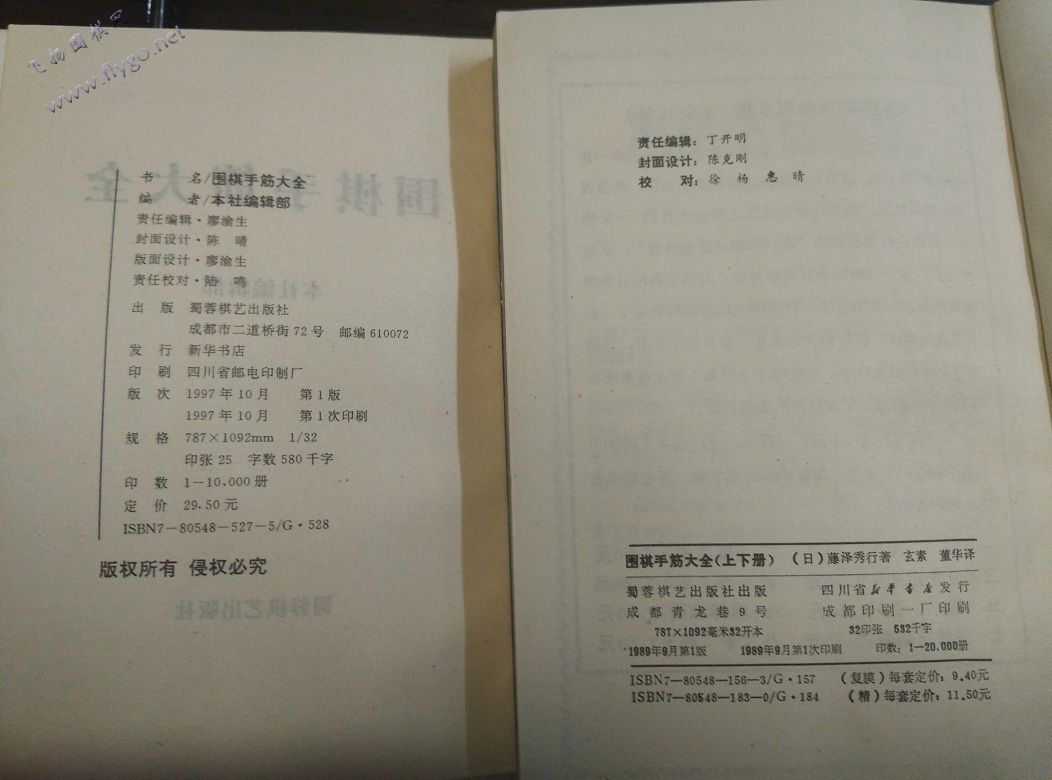 飞扬围棋网
www.flygo.net
书 名/围棋手筋大全
编 者/本社编辑部
责任编辑·廖渝生
封面设计·陈 晴
版面设计·廖渝生
责任校对·陆 鸣
出 版 蜀蓉棋艺出版社
成都市二道桥街72号 邮编610072
发 行 新华书店
印 刷 四川省邮电印制厂
版 次 1997年10月 第1版
1997年10月 第1次印刷
规 格 787×1092mm 1/32
印张25 字数580千字
印 数 1-10,000册
定 价 29.50元
ISBN7-80548-527-5/G·528
版权所有 侵权必究
责任编辑:丁开明
封面设计:陈克刚
校 对:徐 杨 惠 晴
围棋手筋大全(上下册) (日)藤泽秀行著 玄素 董华译
蜀蓉棋艺出版社出版 四川省新华书店发行
成都青龙巷9号 成都印刷一厂印刷
787×1092毫米32开本 32印张 532千字
1989年9月第1版 1989年9月第1次印刷 印数:1—20,000册
ISBN7—80548—156—3/G·157 (复膜)每套定价:9.40元
ISBN7—80548—183—0/G·184 (精)每套定价:11.50元